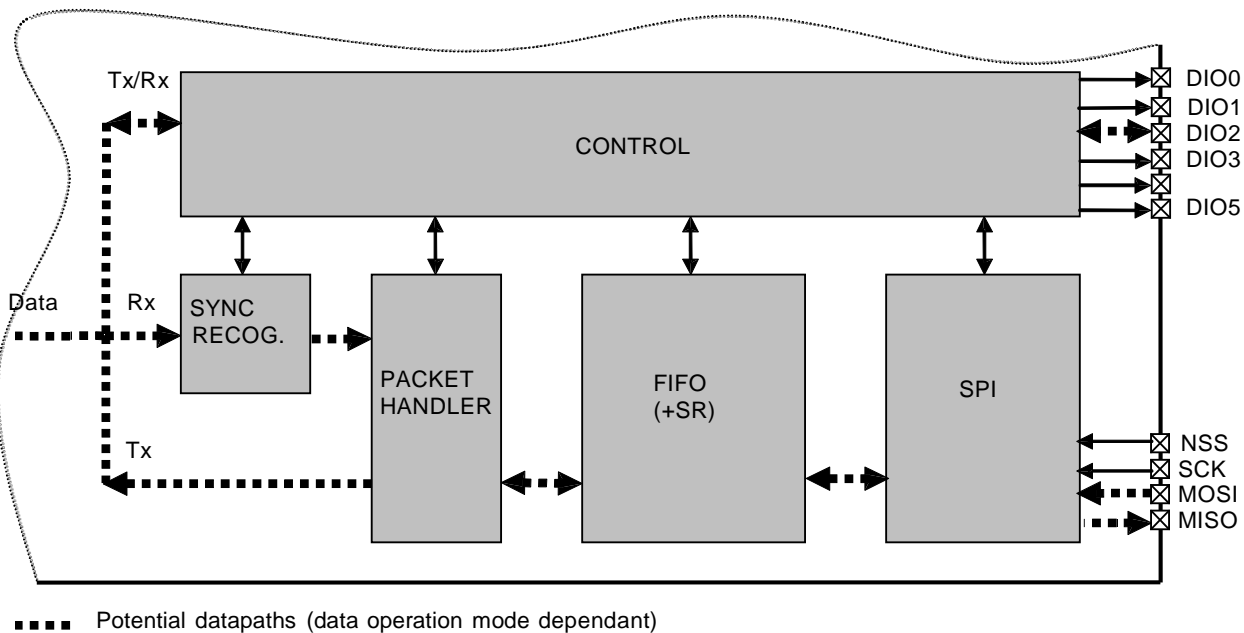 Tx/Rx
DIO0
DIO1
DIO2
DIO3
DIO5
CONTROL
Data
Rx
SYNC
RECOG.
PACKET
HANDLER
FIFO
(+SR)
SPI
Tx
NSS
SCK
MOSI
MISO
Potential datapaths (data operation mode dependant)